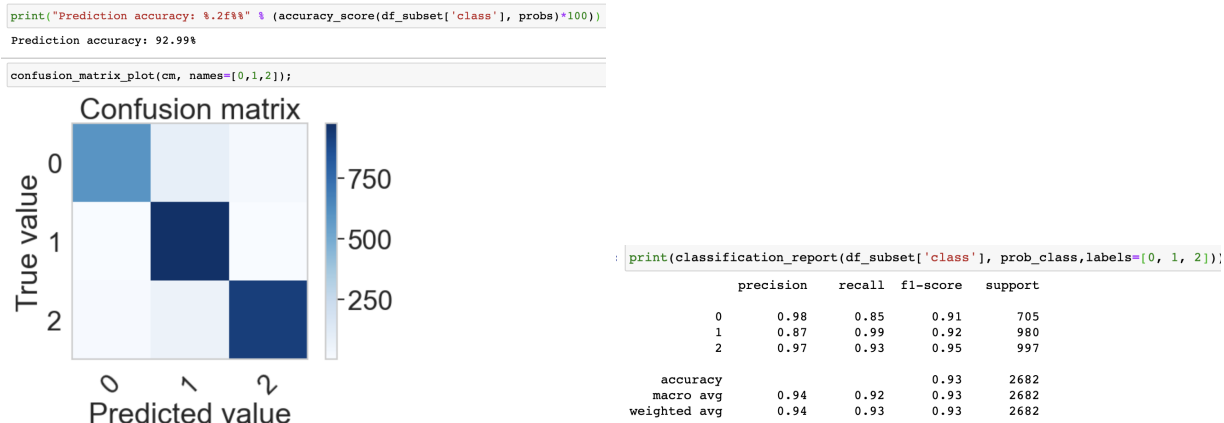 print("Prediction accuracy: %.2f%%" % (accuracy_score(df_subset['class'], probs)*100))
Prediction accuracy: 92.99%
confusion_matrix_plot(cm, names=[0,1,2]);
Confusion matrix
True value
0
1
2
750
500
250
0 1 2
Predicted value
: print(classification_report(df_subset['class'], prob_class,labels=[0, 1, 2]))
precision recall f1-score support
0 0.98 0.85 0.91 705
1 0.87 0.99 0.92 980
2 0.97 0.93 0.95 997
accuracy 0.93 2682
macro avg 0.94 0.92 0.93 2682
weighted avg 0.94 0.93 0.93 2682